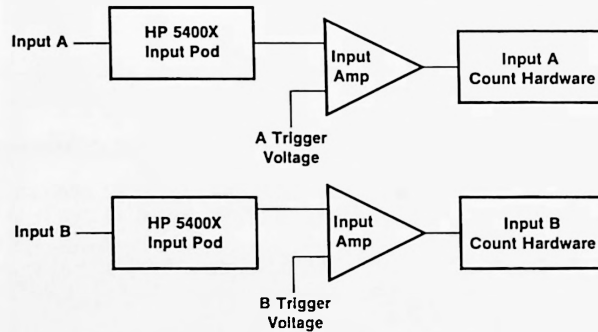 Input A
HP 5400X
Input Pod
Input
Amp
Input A
Count Hardware
A Trigger
Voltage
Input B
HP 5400X
Input Pod
Input
Amp
Input B
Count Hardware
B Trigger
Voltage